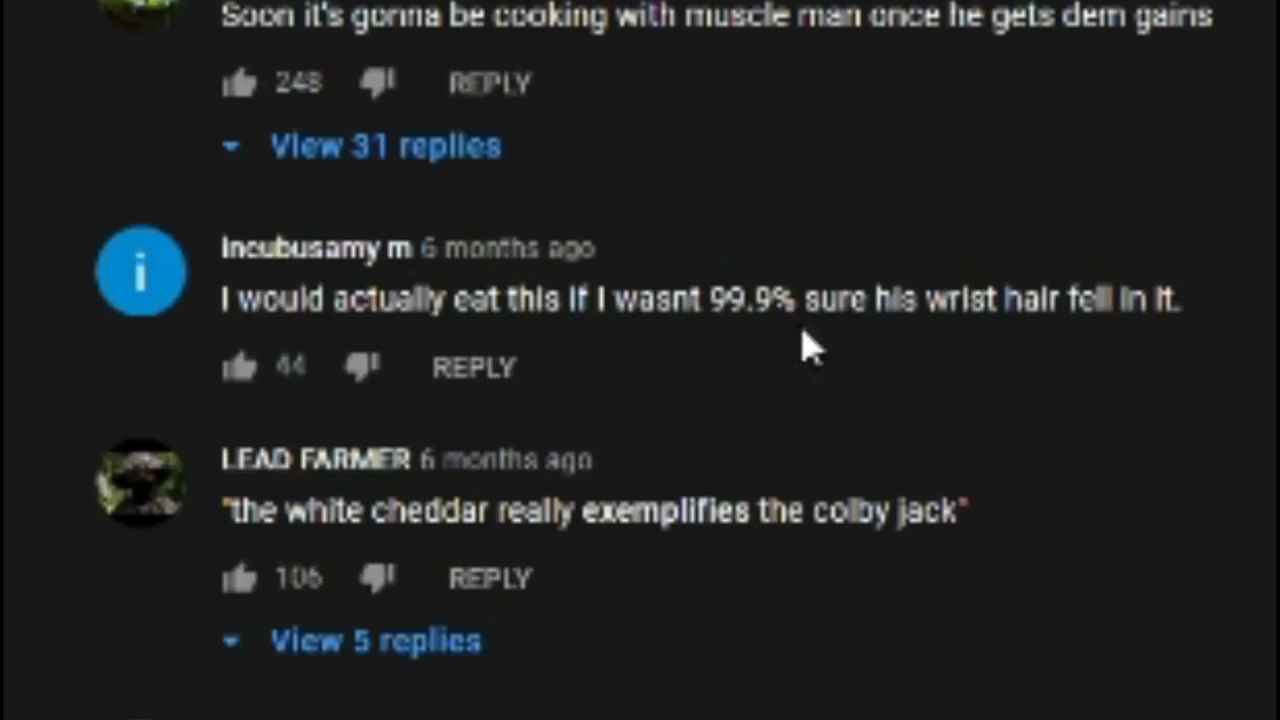 Soon it's gonna be cooking with muscle man once he gets dem gains
248 REPLY
View 31 replies
i
Incubusamy m 6 months ago
I would actually eat this if I wasnt 99.9% sure his wrist hair fell in it.
44 REPLY
LEAD FARMER 6 months ago
"the white cheddar really exemplifies the colby jack"
106 REPLY
View 5 replies